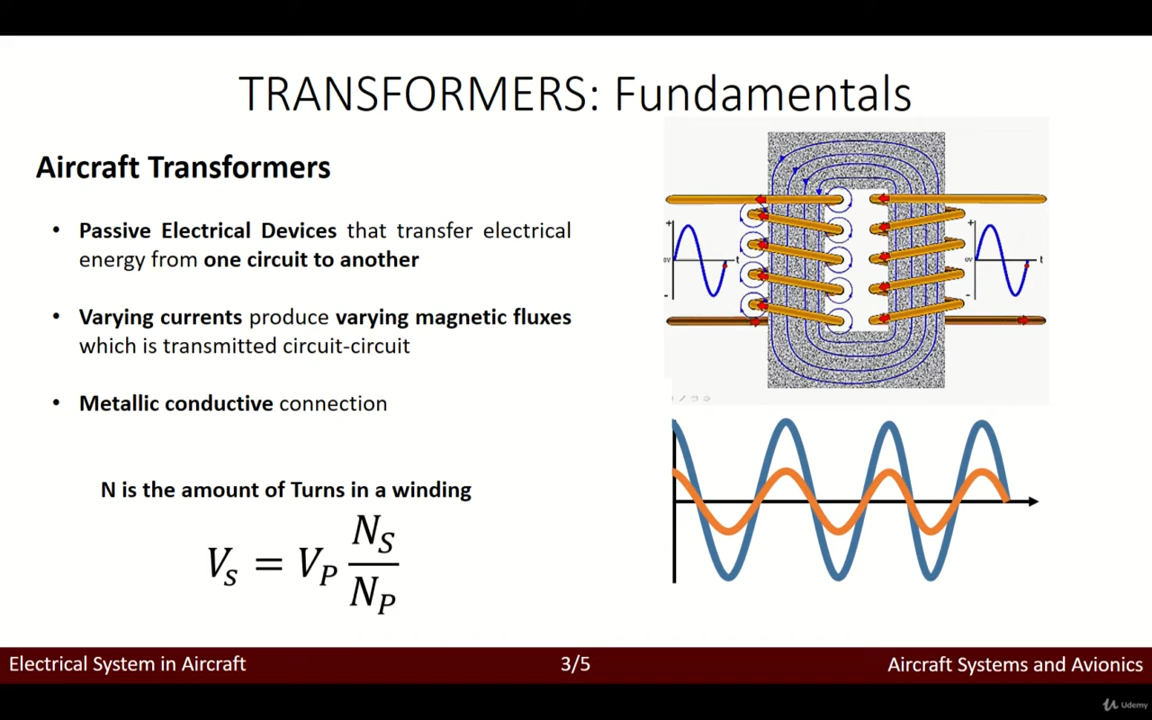 TRANSFORMERS: Fundamentals
Aircraft Transformers
• Passive Electrical Devices that transfer electrical
energy from one circuit to another
• Varying currents produce varying magnetic fluxes
which is transmitted circuit-circuit
• Metallic conductive connection
N is the amount of Turns in a winding
V_s = V_P N_S / N_P
+
0V
-
t
+
0V
-
t
Electrical System in Aircraft
3/5
Aircraft Systems and Avionics
Udemy